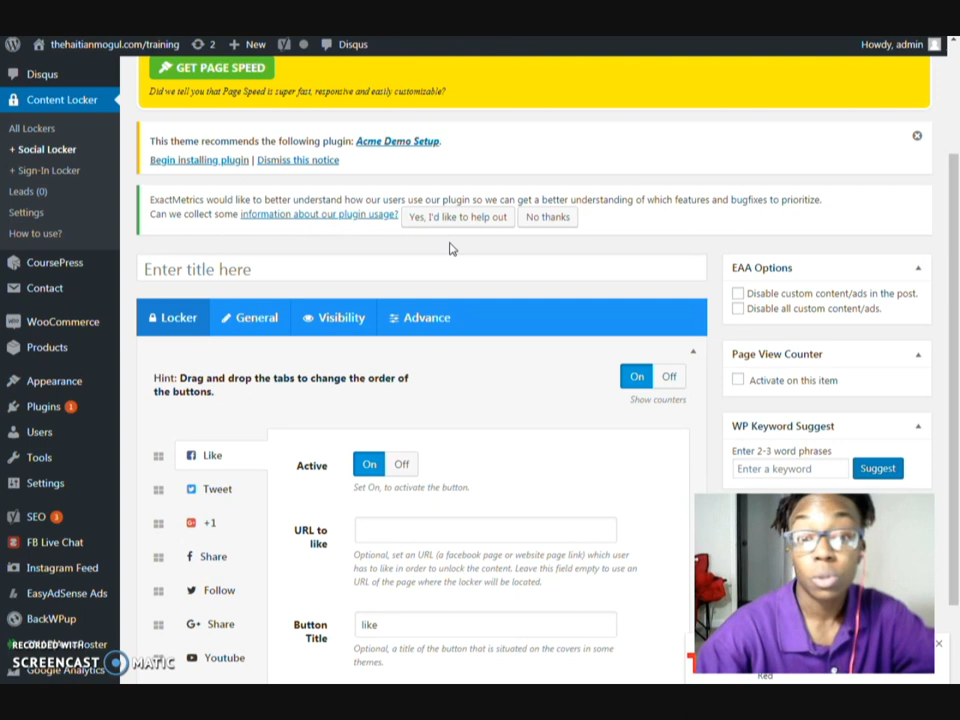 thehaitianmogul.com/training 2 + New Disqus Howdy, admin
Disqus
Content Locker
All Lockers
+ Social Locker
+ Sign-In Locker
Leads (0)
Settings
How to use?
CoursePress
Contact
WooCommerce
Products
Appearance
Plugins 1
Users
Tools
Settings
SEO 3
FB Live Chat
Instagram Feed
EasyAdSense Ads
BackWPup
Google Analytics
RECORDED WITH
SCREENCAST MATIC
GET PAGE SPEED
Did we tell you that Page Speed is super fast, responsive and easily customizable?
This theme recommends the following plugin: Acme Demo Setup.
Begin installing plugin | Dismiss this notice
ExactMetrics would like to better understand how our users use our plugin so we can get a better understanding of which features and bugfixes to prioritize.
Can we collect some information about our plugin usage? Yes, I'd like to help out No thanks
Enter title here
Locker General Visibility Advance
Hint: Drag and drop the tabs to change the order of
the buttons.
On Off
Show counters
Like
Tweet
+1
Share
Follow
G+ Share
Youtube
Active On Off
Set On, to activate the button.
URL to
like
Optional, set an URL (a facebook page or website page link) which user
has to like in order to unlock the content. Leave this field empty to use an
URL of the page where the locker will be located.
Button
Title
like
Optional, a title of the button that is situated on the covers in some
themes.
EAA Options
Disable custom content/ads in the post.
Disable all custom content/ads.
Page View Counter
Activate on this item
WP Keyword Suggest
Enter 2-3 word phrases
Enter a keyword Suggest
Red